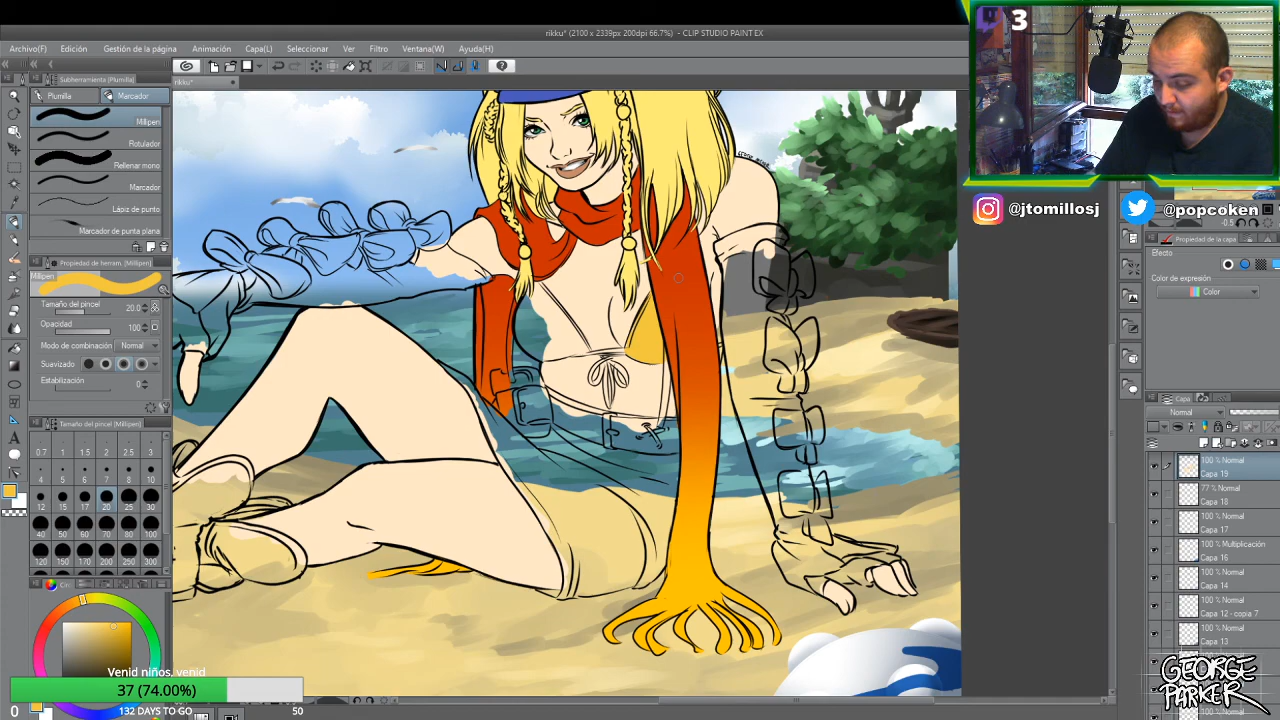 rikku* (2100 x 2339px 200dpi 66.7%) - CLIP STUDIO PAINT EX
Archivo(F) Edición Gestión de la página Animación Capa(L) Seleccionar Ver Filtro Ventana(W) Ayuda(H)
Subherramienta (Plumilla)
rikku*
Plumilla Marcador
Millipen
Rotulador
Rellenar mono
Marcador
Lápiz de punto
Marcador de punta plana
Propiedad de herram. (Millipen)
Millipen
Tamaño del pincel 20.0
Opacidad 100
Modo de combinación Normal
Suavizado
Estabilización 0
Tamaño del pincel (Millipen)
0.7 1 1.5 2 2.5 3
4 5 6 7 8 10
12 15 17 20 25 30
40 50 60 70 80 100
120 150 170 200 250 300
Venid niños, venid
37 (74.00%)
0 132 DAYS TO GO 50
3
@jtomillosj @popcoken
-0.5
Propiedad de la capa
Efecto
Color de expresión
Color
Capa
Normal
100 % Normal
Capa 19
77 % Normal
Capa 18
100 % Normal
Capa 17
100 % Multiplicación
Capa 16
100 % Normal
Capa 14
100 % Normal
Capa 12 - copia 7
100 % Normal
Capa 13
GEORGE
PARKER